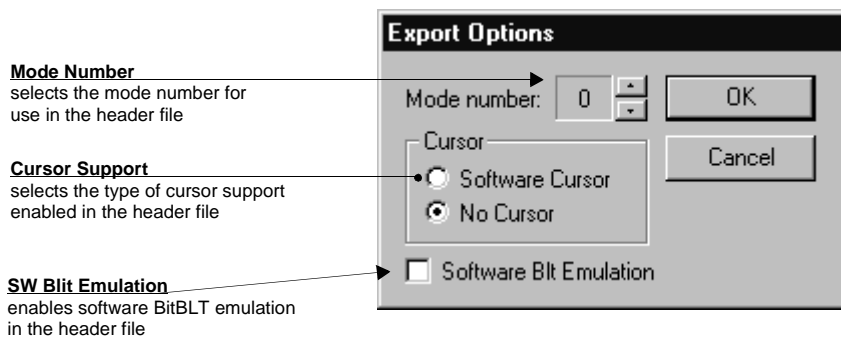 Export Options
Mode Number
selects the mode number for
use in the header file
Mode number: 0
OK
Cursor Support
selects the type of cursor support
enabled in the header file
Cursor
Software Cursor
No Cursor
Cancel
SW Blit Emulation
enables software BitBLT emulation
in the header file
Software Blt Emulation